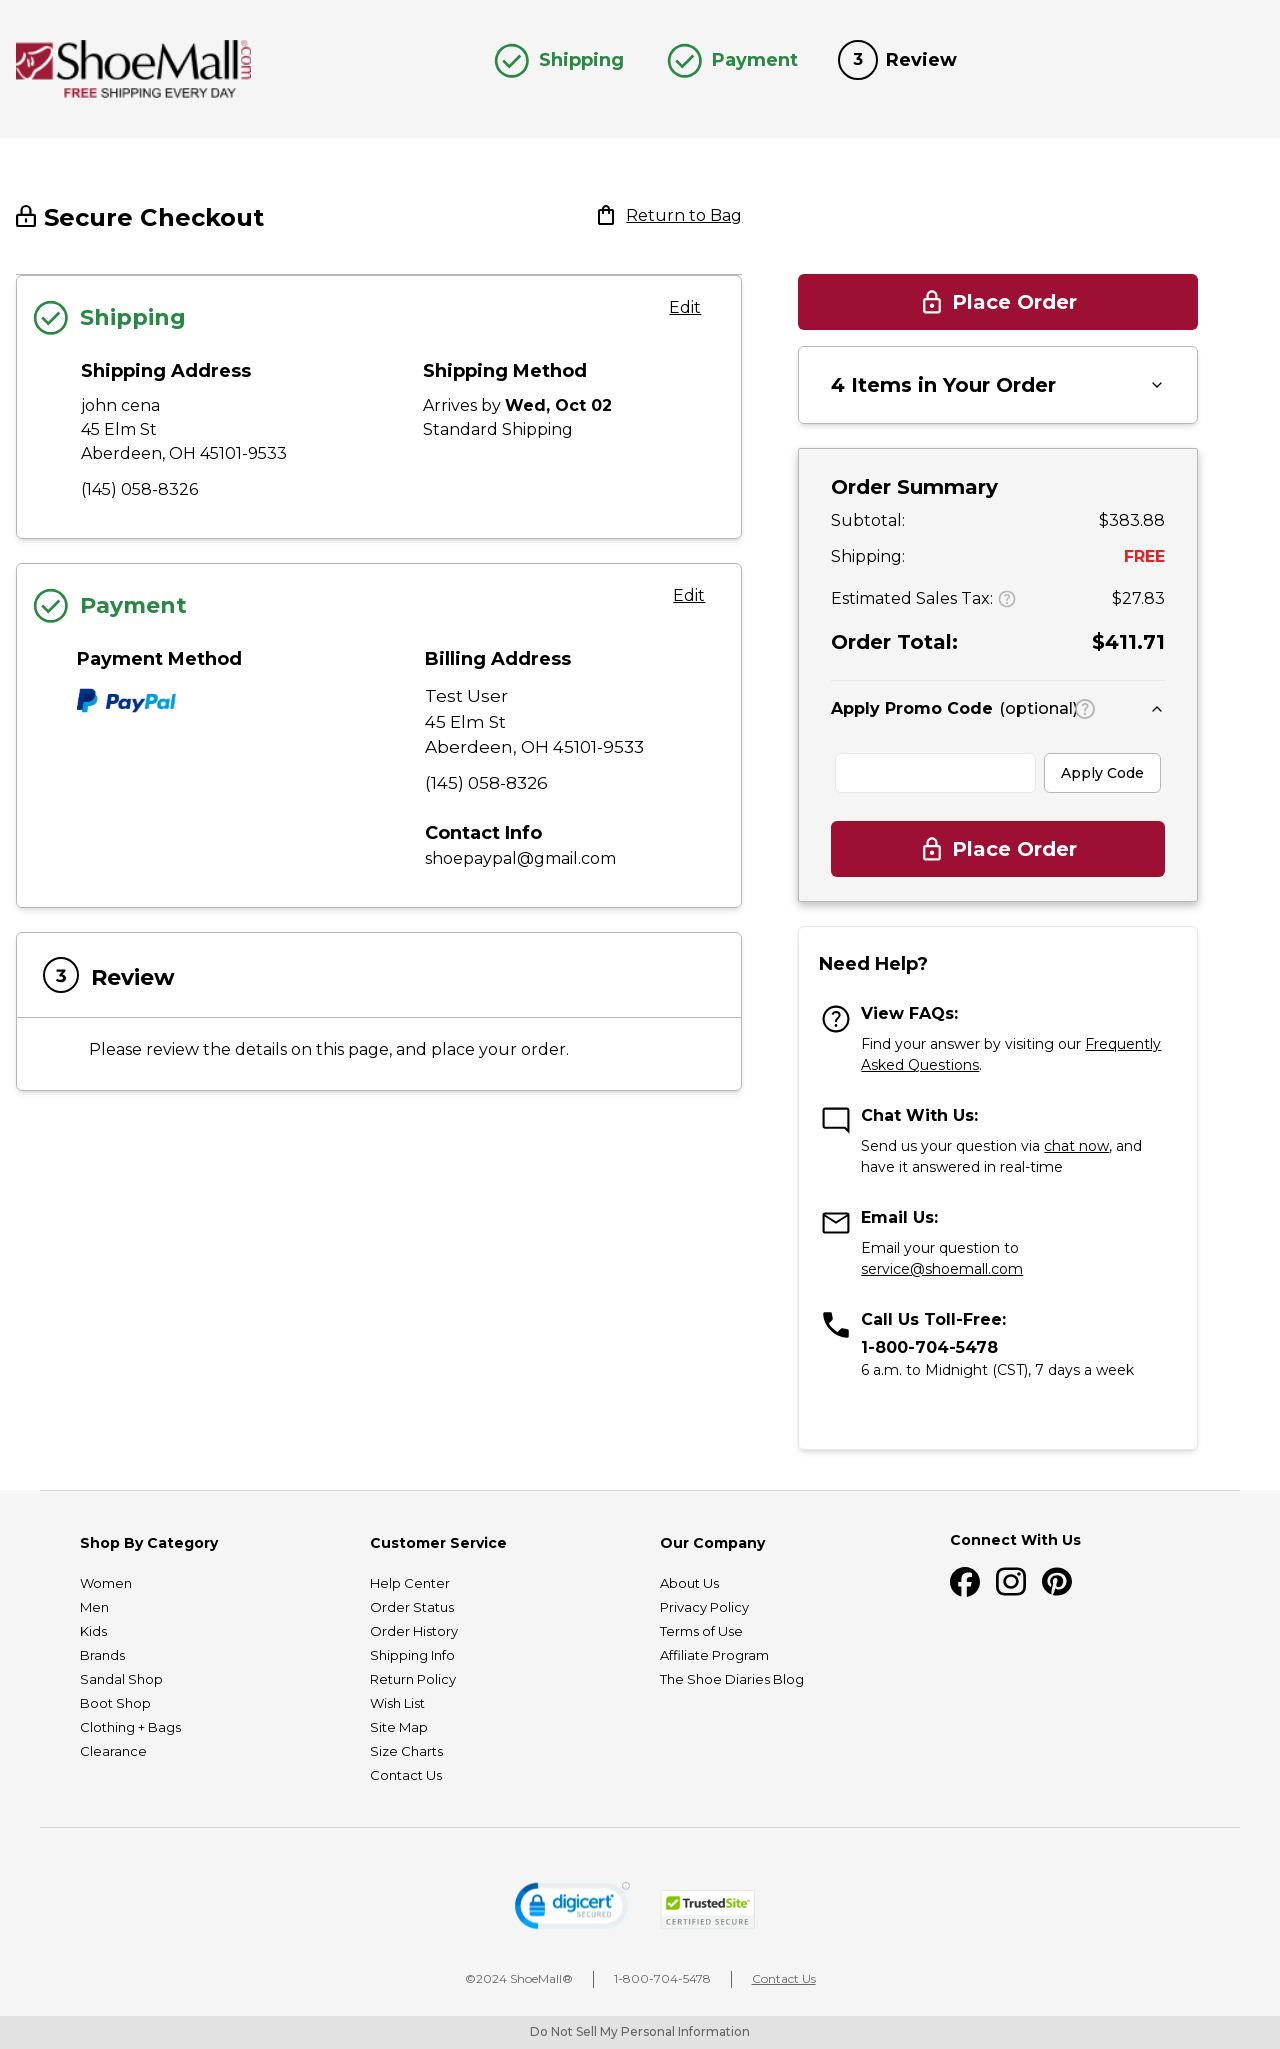 ShoeMall.com
FREE SHIPPING EVERY DAY
Shipping
Payment
3 Review
Secure Checkout
Return to Bag
Shipping
Edit
Shipping Address
john cena
45 Elm St
Aberdeen, OH 45101-9533
(145) 058-8326
Shipping Method
Arrives by Wed, Oct 02
Standard Shipping
Payment
Edit
Payment Method
PayPal
Billing Address
Test User
45 Elm St
Aberdeen, OH 45101-9533
(145) 058-8326
Contact Info
shoepaypal@gmail.com
3 Review
Please review the details on this page, and place your order.
Place Order
4 Items in Your Order
Order Summary
Subtotal: $383.88
Shipping: FREE
Estimated Sales Tax: ? $27.83
Order Total: $411.71
Apply Promo Code (optional) ?
Apply Code
Place Order
Need Help?
View FAQs:
Find your answer by visiting our Frequently
Asked Questions.
Chat With Us:
Send us your question via chat now, and
have it answered in real-time
Email Us:
Email your question to
service@shoemall.com
Call Us Toll-Free:
1-800-704-5478
6 a.m. to Midnight (CST), 7 days a week
Shop By Category
Women
Men
Kids
Brands
Sandal Shop
Boot Shop
Clothing + Bags
Clearance
Customer Service
Help Center
Order Status
Order History
Shipping Info
Return Policy
Wish List
Site Map
Size Charts
Contact Us
Our Company
About Us
Privacy Policy
Terms of Use
Affiliate Program
The Shoe Diaries Blog
Connect With Us
digicert
SECURED
TrustedSite
CERTIFIED SECURE
©2024 ShoeMall®
1-800-704-5478
Contact Us
Do Not Sell My Personal Information